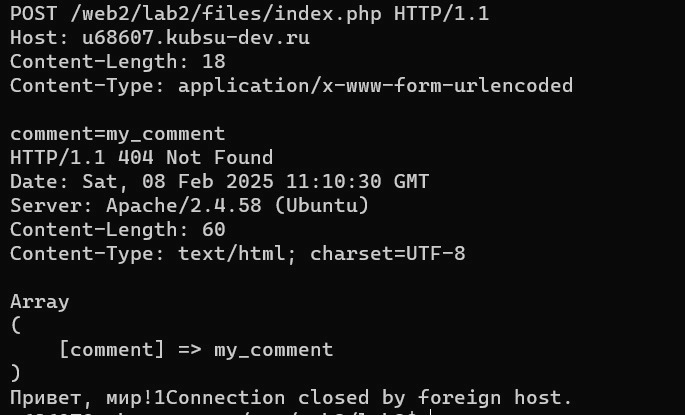 POST /web2/lab2/files/index.php HTTP/1.1
Host: u68607.kubsu-dev.ru
Content-Length: 18
Content-Type: application/x-www-form-urlencoded
comment=my_comment
HTTP/1.1 404 Not Found
Date: Sat, 08 Feb 2025 11:10:30 GMT
Server: Apache/2.4.58 (Ubuntu)
Content-Length: 60
Content-Type: text/html; charset=UTF-8
Array
(
    [comment] => my_comment
)
Привет, мир!1Connection closed by foreign host.